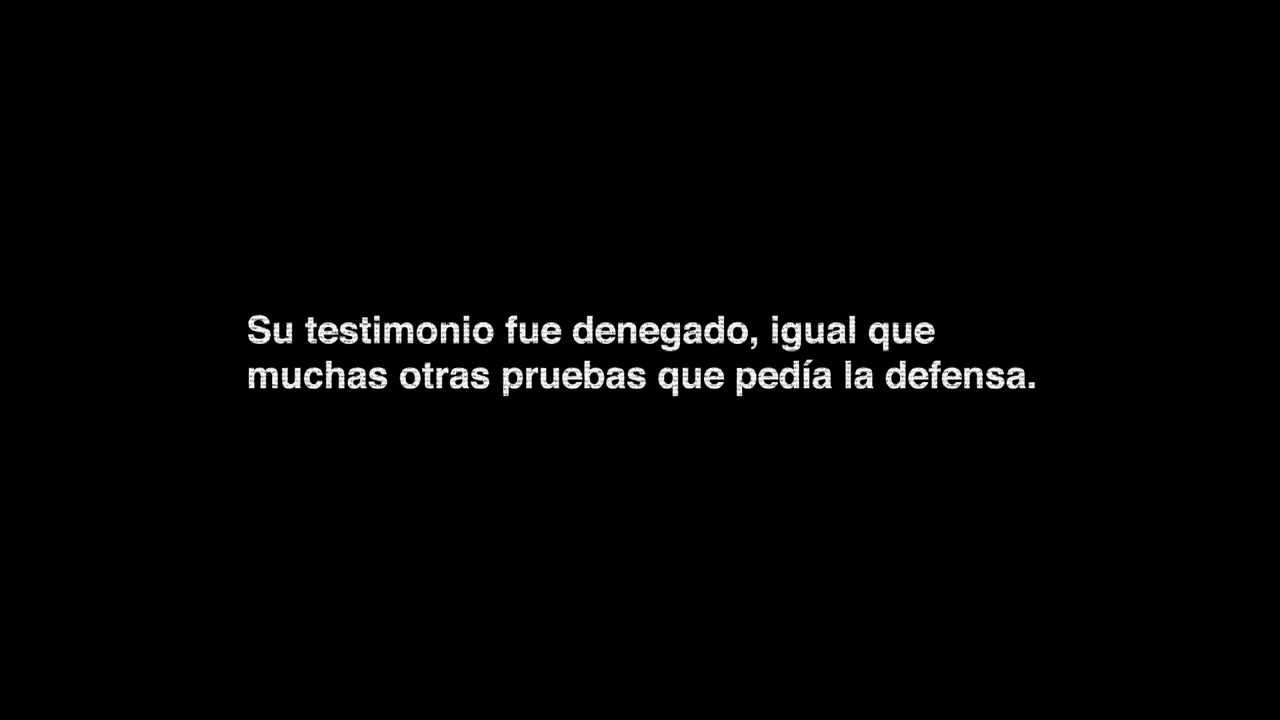 Su testimonio fue denegado, igual que
muchas otras pruebas que pedía la defensa.